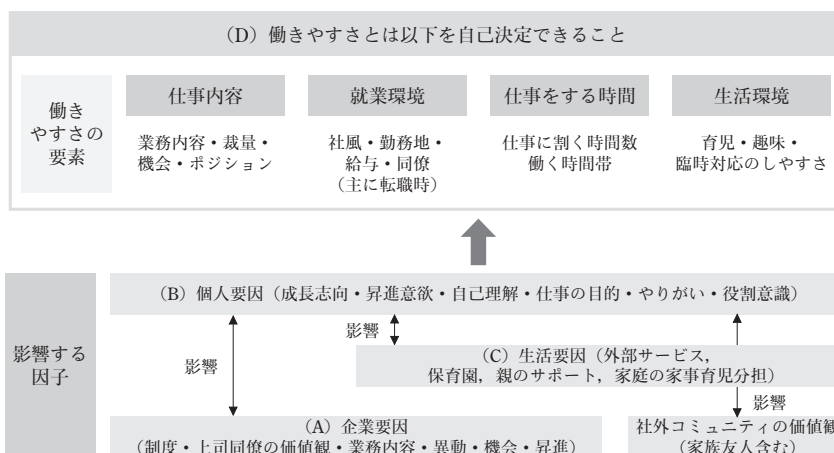 (D) 働きやすさとは以下を自己決定できること
働き
やすさの
要素
仕事内容
業務内容・裁量・
機会・ポジション
就業環境
社風・勤務地・
給与・同僚
(主に転職時)
仕事をする時間
仕事に割く時間数
働く時間帯
生活環境
育児・趣味・
臨時対応のしやすさ
影響する
因子
(B) 個人要因(成長志向・昇進意欲・自己理解・仕事の目的・やりがい・役割意識)
影響
影響
(C) 生活要因(外部サービス,
保育園,親のサポート,家庭の家事育児分担)
影響
(A) 企業要因
(制度・上司同僚の価値観・業務内容・異動・機会・昇進)
社外コミュニティの価値観
(家族友人含む)